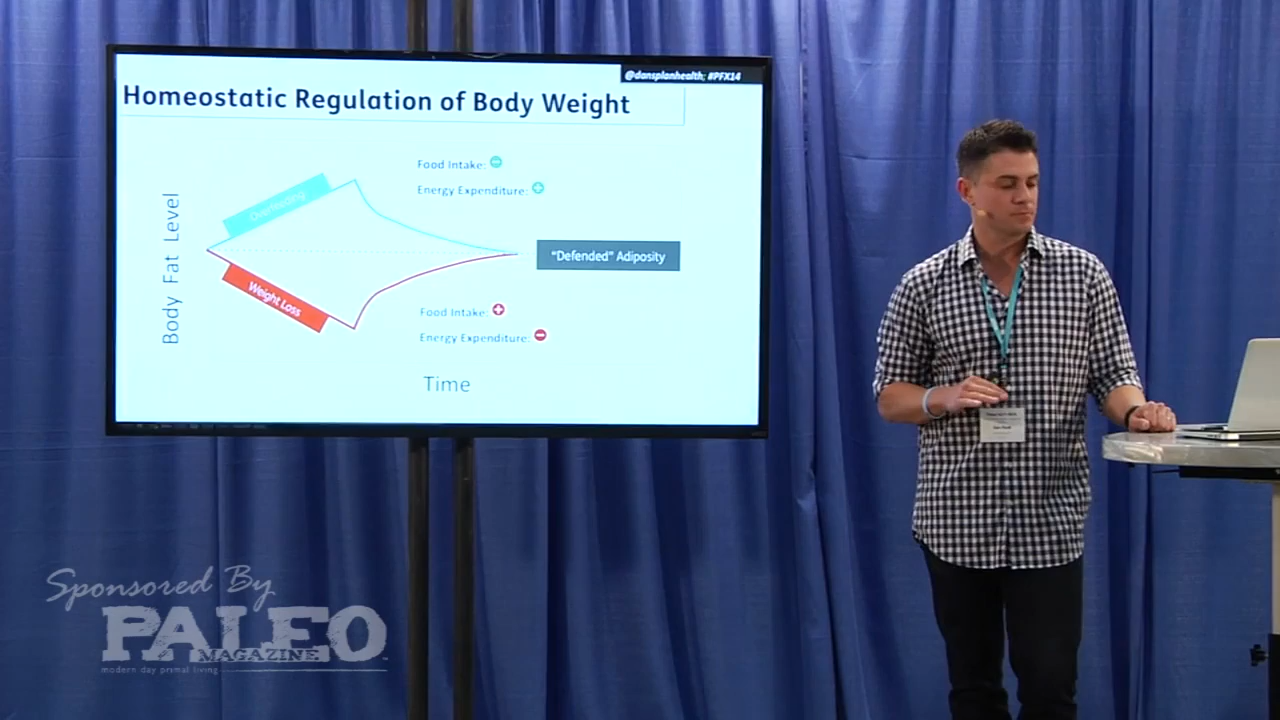 @dansplanhealth; #PFX14
Homeostatic Regulation of Body Weight
Food Intake:
Energy Expenditure:
Overfeeding
Body Fat Level
"Defended" Adiposity
Weight Loss
Food Intake:
Energy Expenditure:
Time
Sponsored By
PALEO
MAGAZINE
modern day primal living